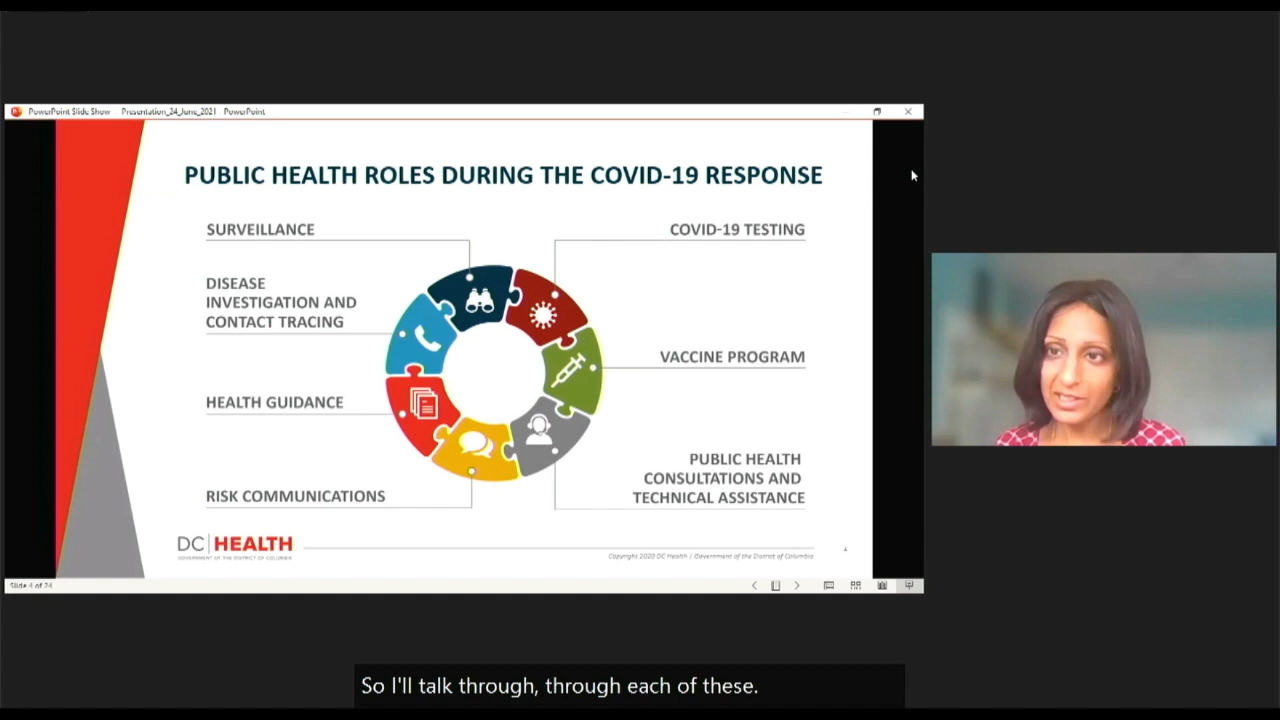 PowerPoint Slide Show Presentation_24_June_2021 PowerPoint
PUBLIC HEALTH ROLES DURING THE COVID-19 RESPONSE
SURVEILLANCE
DISEASE
INVESTIGATION AND
CONTACT TRACING
HEALTH GUIDANCE
RISK COMMUNICATIONS
COVID-19 TESTING
VACCINE PROGRAM
PUBLIC HEALTH
CONSULTATIONS AND
TECHNICAL ASSISTANCE
DC HEALTH
GOVERNMENT OF THE DISTRICT OF COLUMBIA
Copyright 2020 DC Health | Government of the District of Columbia
4
Slide 4 of 24
So I'll talk through, through each of these.